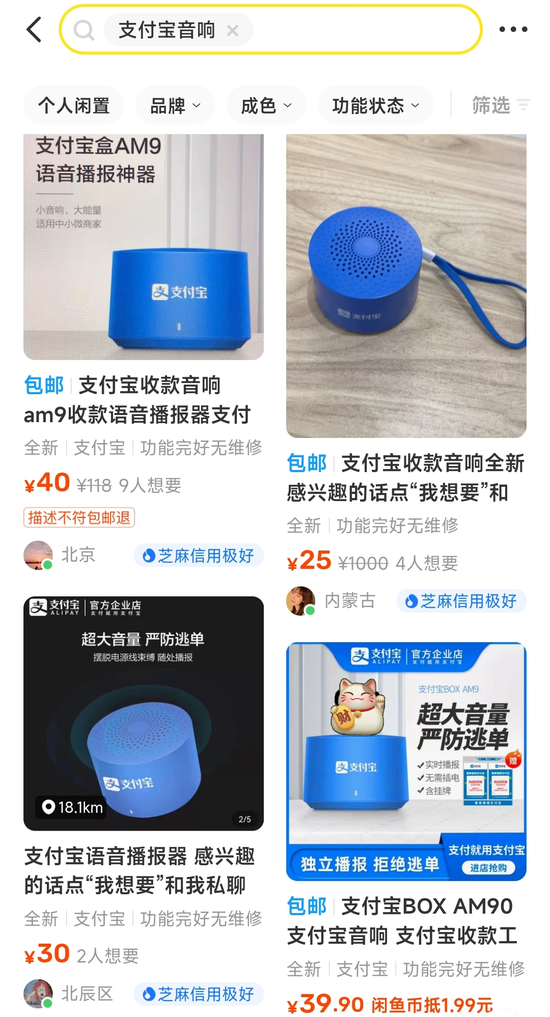 支付宝音响
个人闲置 品牌 成色 功能状态 筛选
支付宝盒AM9
语音播报神器
小音响，大能量
适用中小微商家
支付宝
包邮 支付宝收款音响
am9收款语音播报器支付
全新 支付宝 功能完好无维修
¥40 ¥118 9人想要
描述不符包邮退
北京 芝麻信用极好
支付宝
包邮 支付宝收款音响全新
感兴趣的话点“我想要”和
全新 功能完好无维修
¥25 ¥1000 4人想要
内蒙古 芝麻信用极好
支付宝 ALIPAY 官方企业店
超大音量 严防逃单
摆脱电源线束缚 随处播报
支付宝
18.1km
2/5
支付宝语音播报器 感兴趣
的话点“我想要”和我私聊
全新 支付宝 功能完好无维修
¥30 2人想要
北辰区 芝麻信用极好
支付宝 ALIPAY 官方企业店
支付就用支付宝
支付宝BOX AM9
超大音量
严防逃单
财
实时播报
无需插电
含挂牌
赠
支付宝
支付就用支付宝
独立播报 拒绝逃单
进店抢购
包邮 支付宝BOX AM90
支付宝音响 支付宝收款工
全新 支付宝 功能完好无维修
¥39.90 闲鱼币抵1.99元